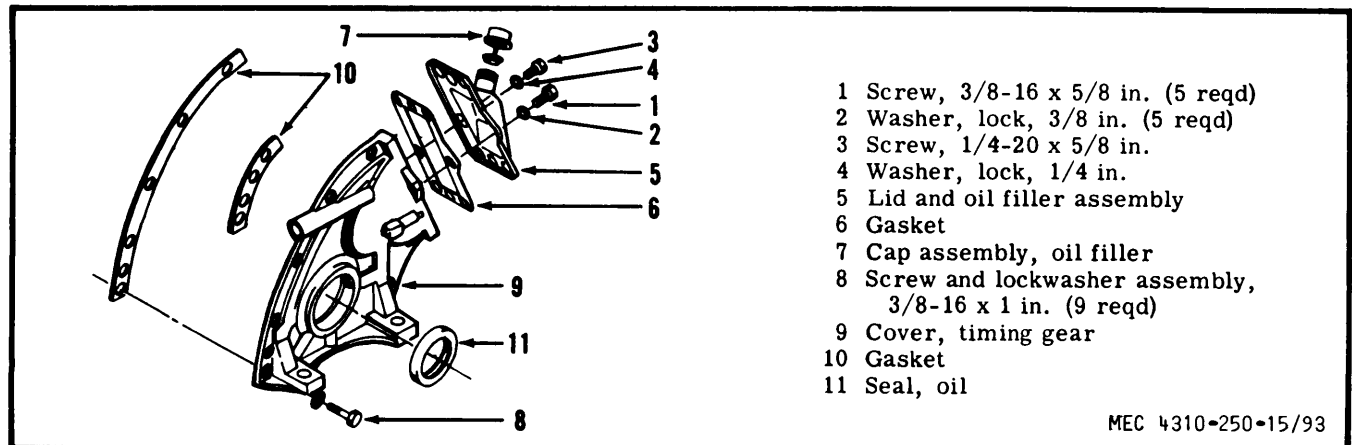 7
10
3
4
1
2
5
6
9
11
8
1 Screw, 3/8-16 x 5/8 in. (5 reqd)
2 Washer, lock, 3/8 in. (5 reqd)
3 Screw, 1/4-20 x 5/8 in.
4 Washer, lock, 1/4 in.
5 Lid and oil filler assembly
6 Gasket
7 Cap assembly, oil filler
8 Screw and lockwasher assembly,
3/8-16 x 1 in. (9 reqd)
9 Cover, timing gear
10 Gasket
11 Seal, oil
MEC 4310-250-15/93